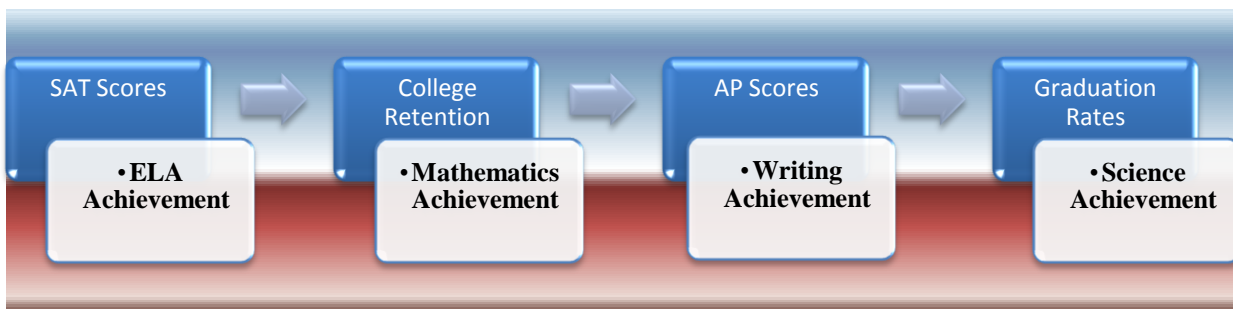 SAT Scores
• ELA
Achievement
College
Retention
• Mathematics
Achievement
AP Scores
• Writing
Achievement
Graduation
Rates
• Science
Achievement